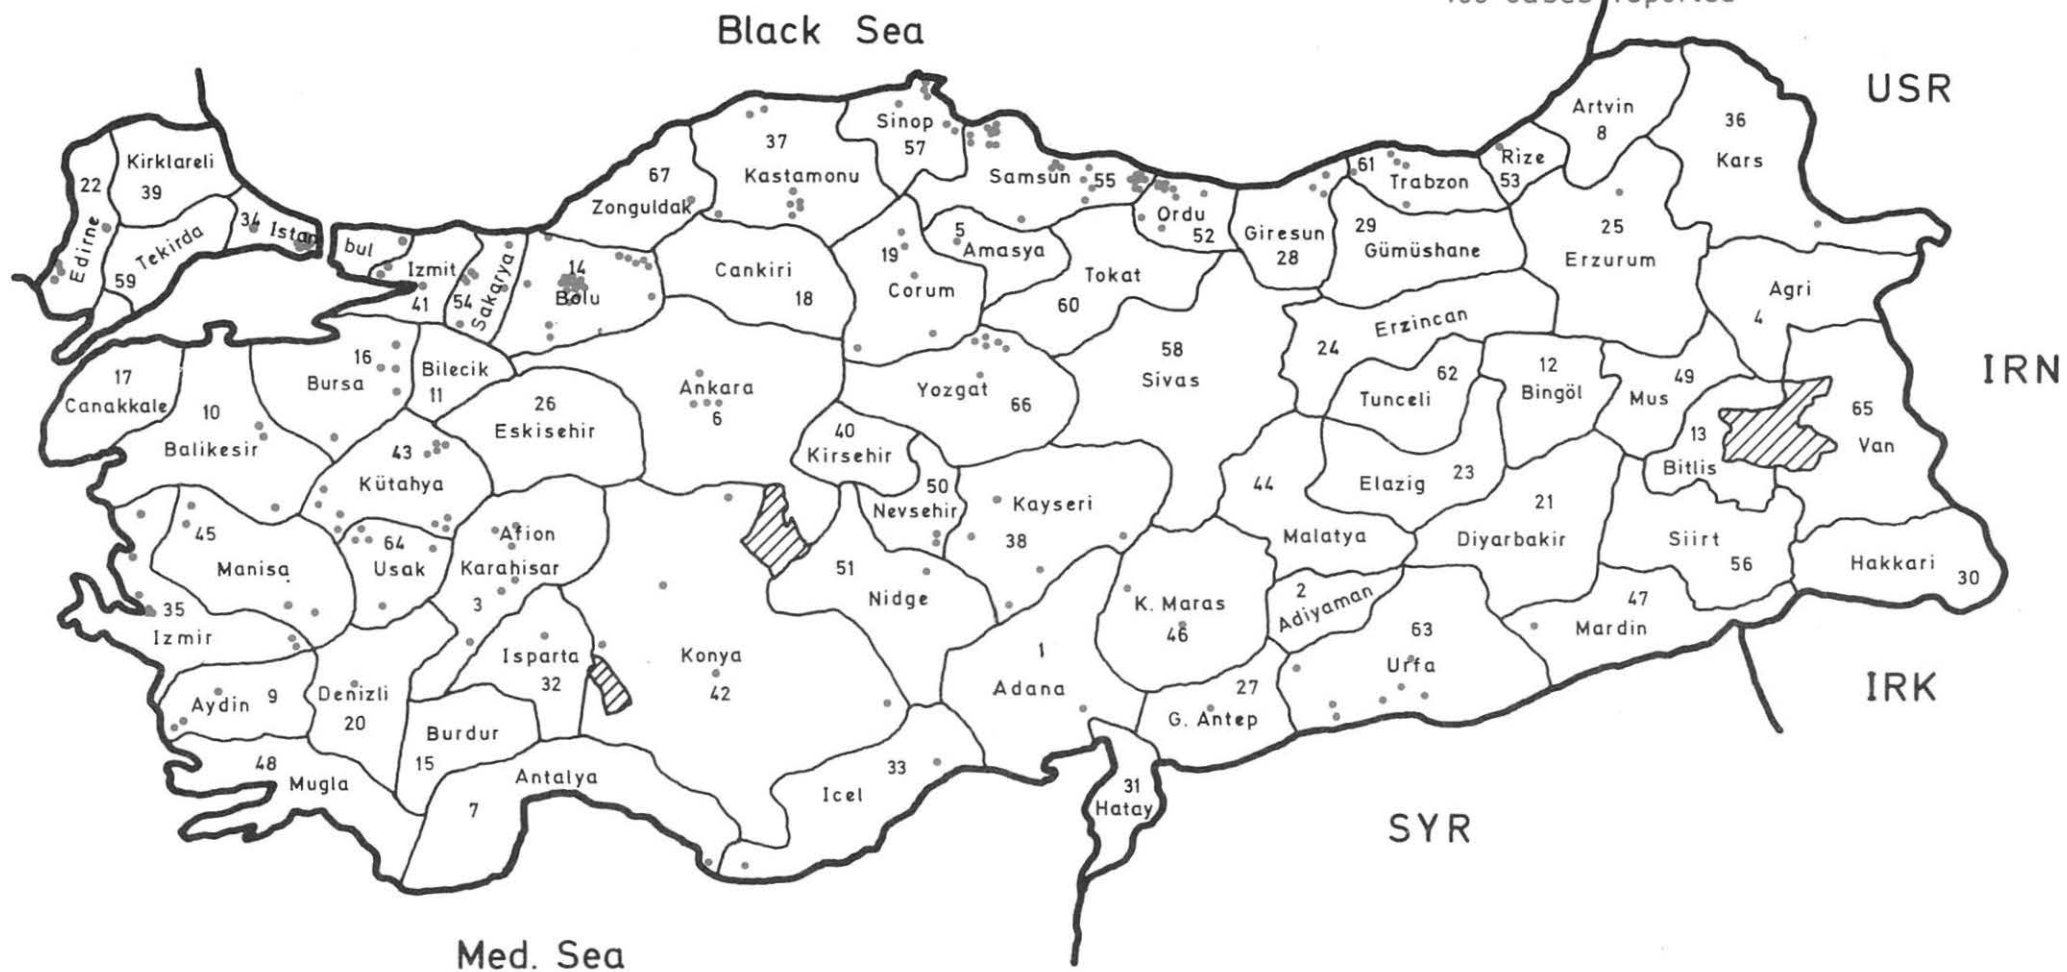 Black Sea
USR
Artvin
8
36
Kars
Sinop
57
37
Kastamonu
67
Zonguldak
Kirklareli
39
22
Edirne
34 Istan
bul
Tekirda
59
Izmit
41
54
Sakarya
14
Bolu
Cankiri
18
19
Corum
Samsun 55
5
Amasya
Tokat
60
Ordu
52
Giresun
28
61
Trabzon
Rize
53
29
Gümüshane
25
Erzurum
Agri
4
IRN
17
Canakkale
10
Balikesir
16
Bursa
Bilecik
11
26
Eskisehir
Ankara
6
Yozgat
66
58
Sivas
Erzincan
24
62
Tunceli
12
Bingöl
49
Mus
13
Bitlis
65
Van
43
Kütahya
40
Kirsehir
50
Nevsehir
Kayseri
38
44
Malatya
Elazig 23
21
Diyarbakir
Siirt
56
Hakkari
30
45
Manisa
64
Usak
Afion
Karahisar
3
51
Nidge
K. Maras
46
2
Adiyaman
47
Mardin
35
Izmir
Isparta
32
Konya
42
1
Adana
63
Urfa
27
G. Antep
IRK
Aydin 9
Denizli
20
Burdur
15
48
Mugla
Antalya
7
33
Icel
31
Hatay
SYR
Med. Sea